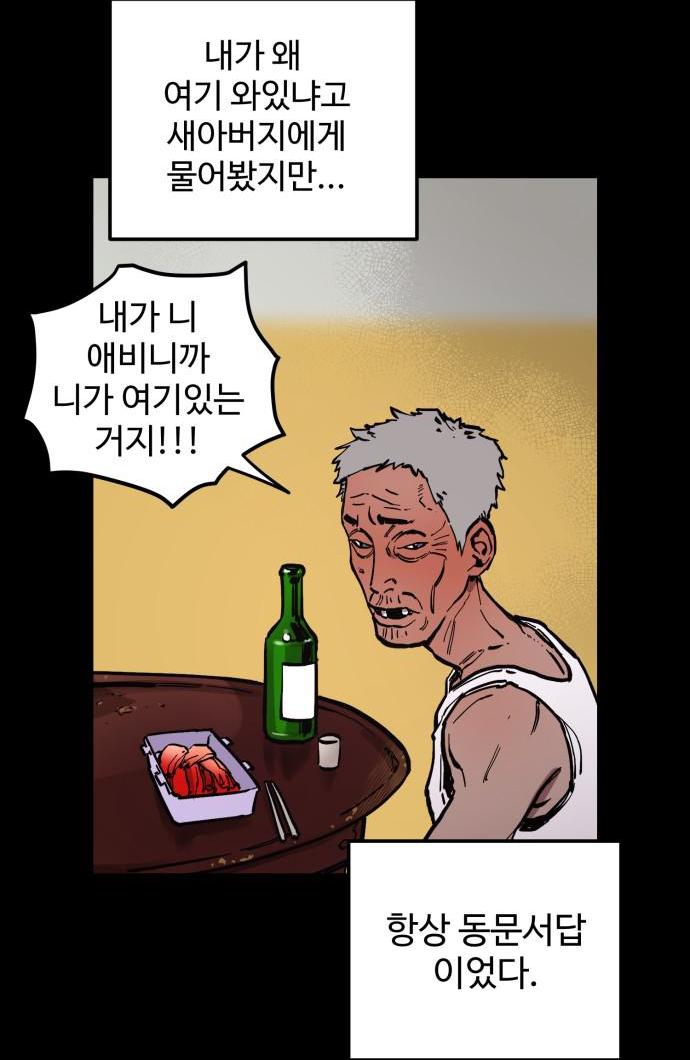 내가 왜
여기 와있냐고
새아버지에게
물어봤지만...
내가 니
애비니까
니가 여기있는
거지!!!
항상 동문서답
이었다.